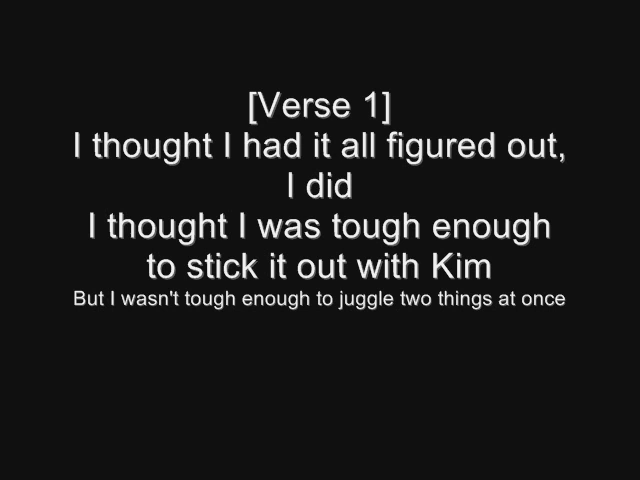 [Verse 1]
I thought I had it all figured out,
I did
I thought I was tough enough
to stick it out with Kim
But I wasn't tough enough to juggle two things at once